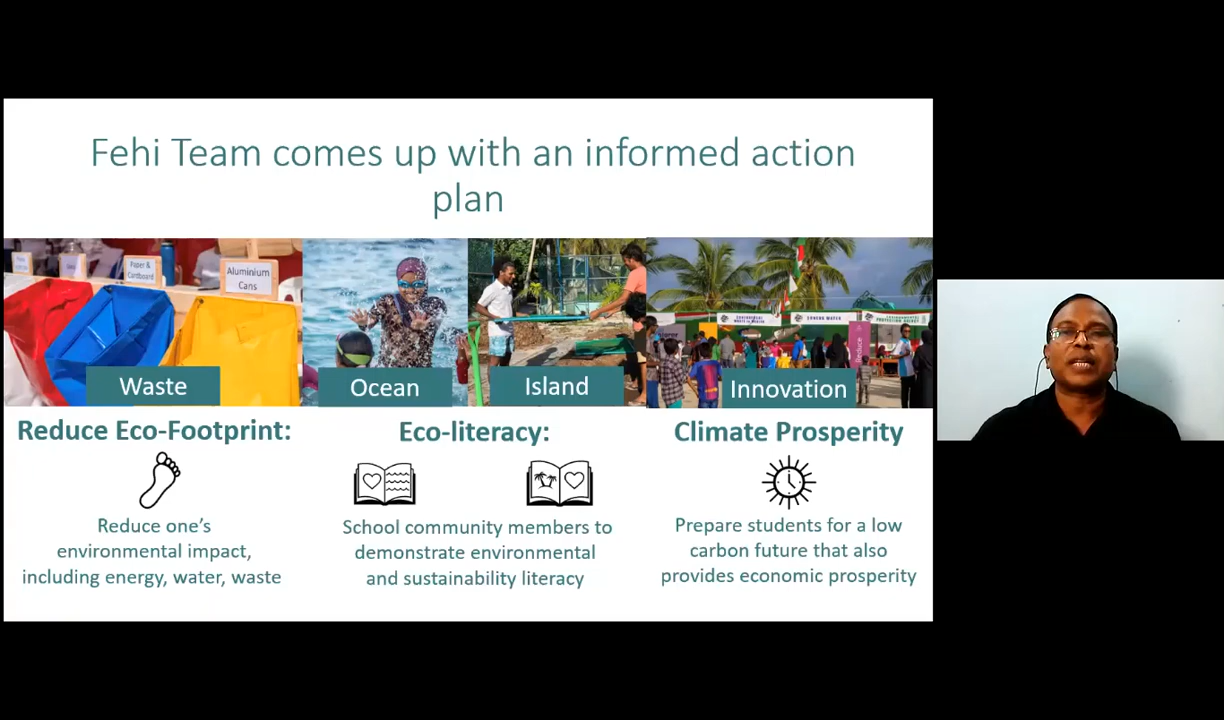 Fehi Team comes up with an informed action
plan
Paper &
Cardboard
Aluminium
Cans
Waste
Ocean
Island
Innovation
Reduce Eco-Footprint:
Eco-literacy:
Climate Prosperity
Reduce one's
environmental impact,
including energy, water, waste
School community members to
demonstrate environmental
and sustainability literacy
Prepare students for a low
carbon future that also
provides economic prosperity